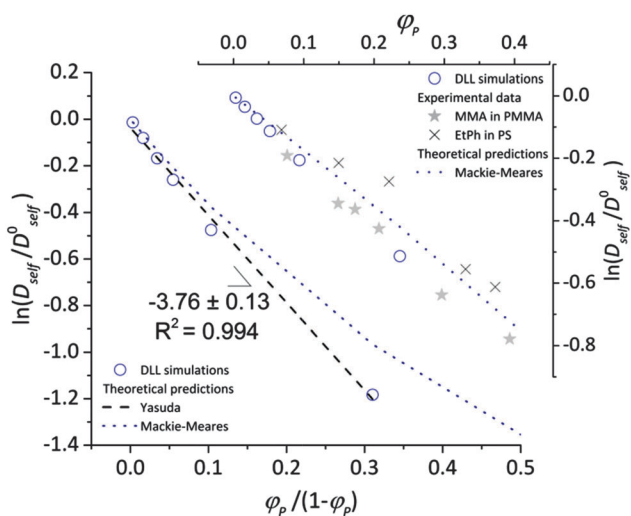 φP
0.0 0.1 0.2 0.3 0.4
0.2
0.0
-0.2
-0.4
-0.6
-0.8
-1.0
-1.2
-1.4
ln(Dself/D0self)
DLL simulations
Experimental data
MMA in PMMA
EtPh in PS
Theoretical predictions
Mackie-Meares
0.0
-0.2
-0.4
-0.6
-0.8
ln(Dself/D0self)
-3.76 ± 0.13
R2 = 0.994
DLL simulations
Theoretical predictions
Yasuda
Mackie-Meares
0.0 0.1 0.2 0.3 0.4 0.5
φP/(1-φP)